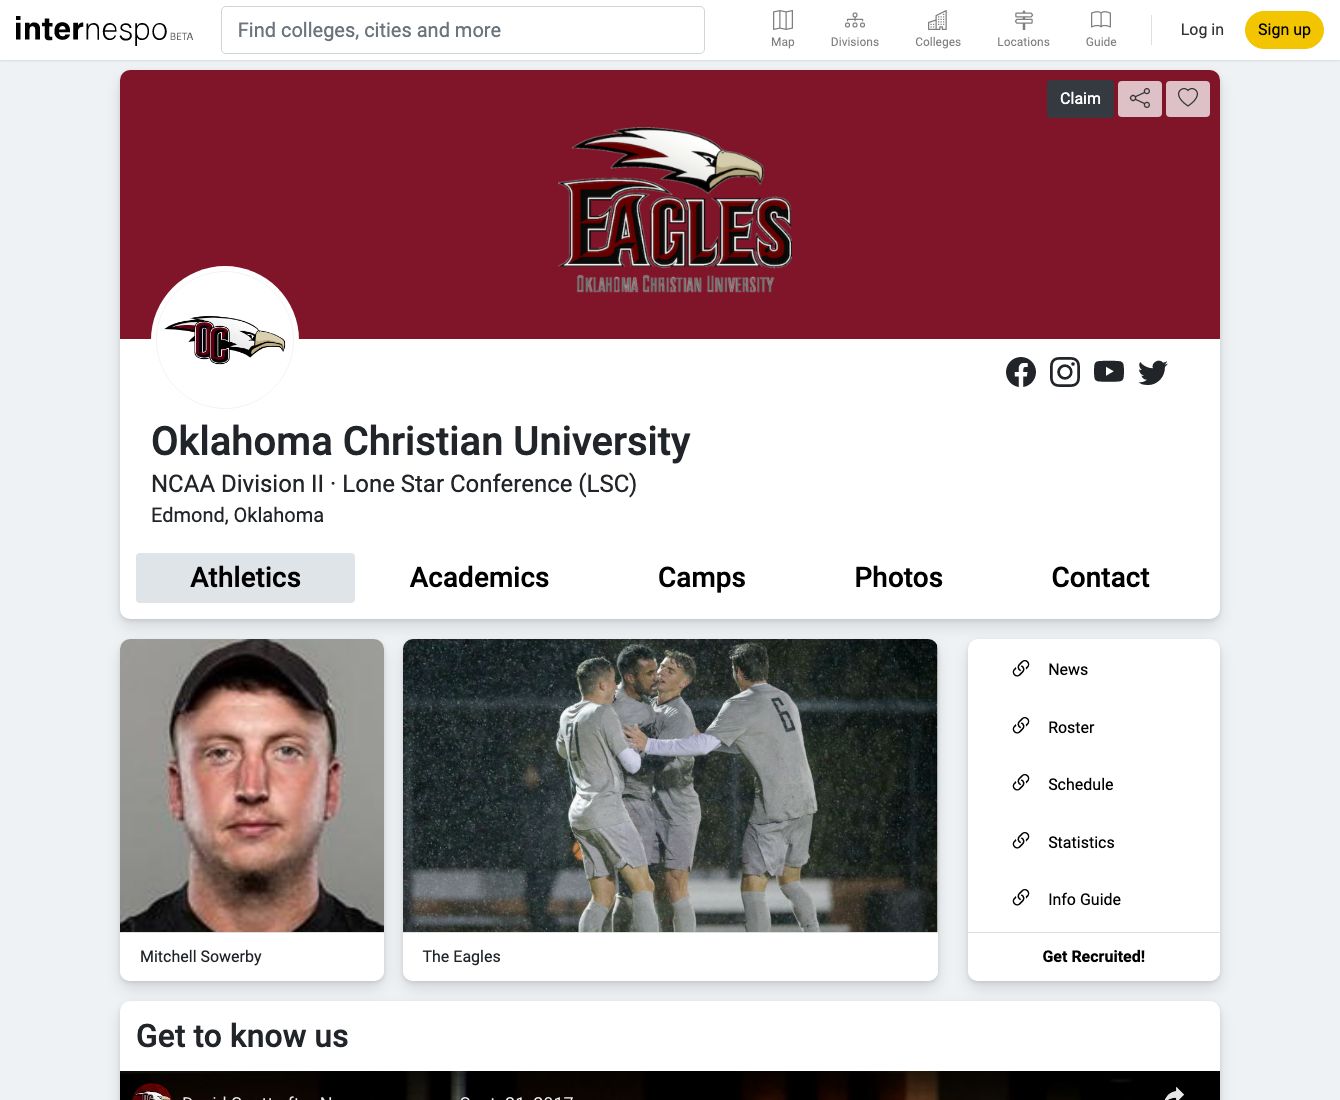 internespo BETA
Find colleges, cities and more
Map
Divisions
Colleges
Locations
Guide
Log in
Sign up
Claim
EAGLES
OKLAHOMA CHRISTIAN UNIVERSITY
OC
Oklahoma Christian University
NCAA Division II · Lone Star Conference (LSC)
Edmond, Oklahoma
Athletics
Academics
Camps
Photos
Contact
21
6
News
Roster
Schedule
Statistics
Info Guide
Mitchell Sowerby
The Eagles
Get Recruited!
Get to know us